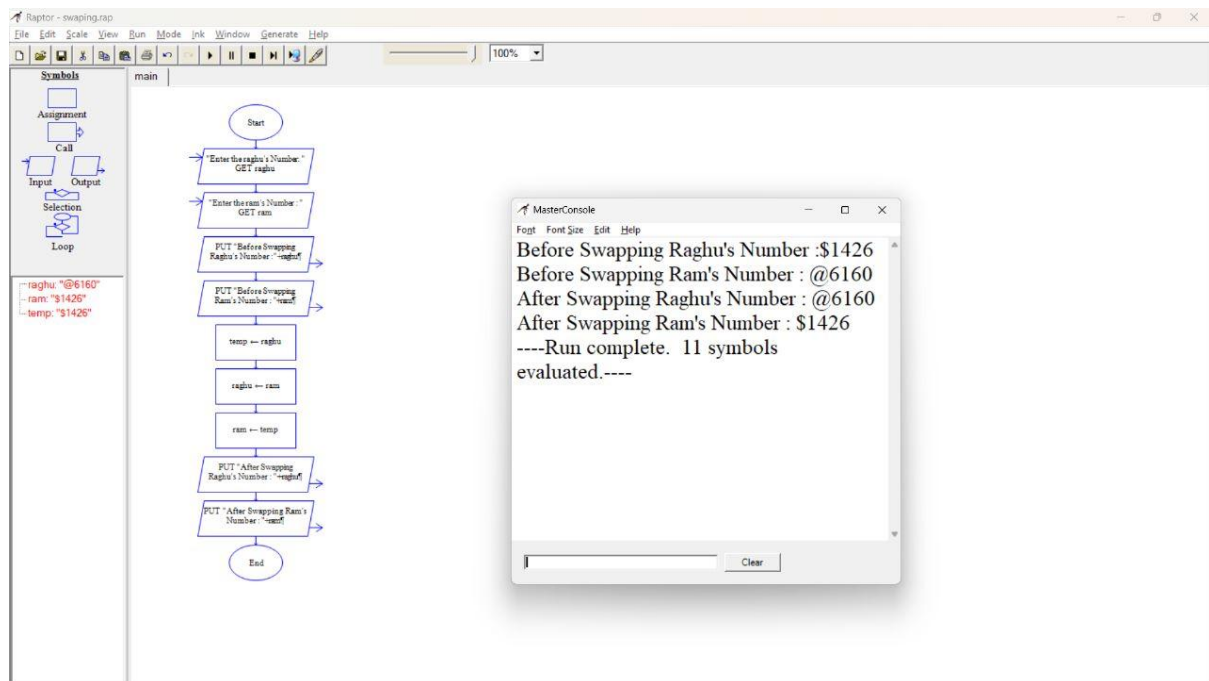 Raptor - swaping.rap
File Edit Scale View Run Mode Ink Window Generate Help
100%
Symbols
main
Assignment
Call
Input Output
Selection
Loop
raghu: "@6160"
ram: "$1426"
temp: "$1426"
Start
"Enter the raghu's Number: "
GET raghu
"Enter the ram's Number : "
GET ram
PUT "Before Swapping
Raghu's Number :"+raghu¶
PUT "Before Swapping
Ram's Number : "+ram¶
temp ← raghu
raghu ← ram
ram ← temp
PUT "After Swapping
Raghu's Number : "+raghu¶
PUT "After Swapping Ram's
Number : "+ram¶
End
MasterConsole
Font Font Size Edit Help
Before Swapping Raghu's Number :$1426
Before Swapping Ram's Number : @6160
After Swapping Raghu's Number : @6160
After Swapping Ram's Number : $1426
----Run complete. 11 symbols
evaluated.----
Clear